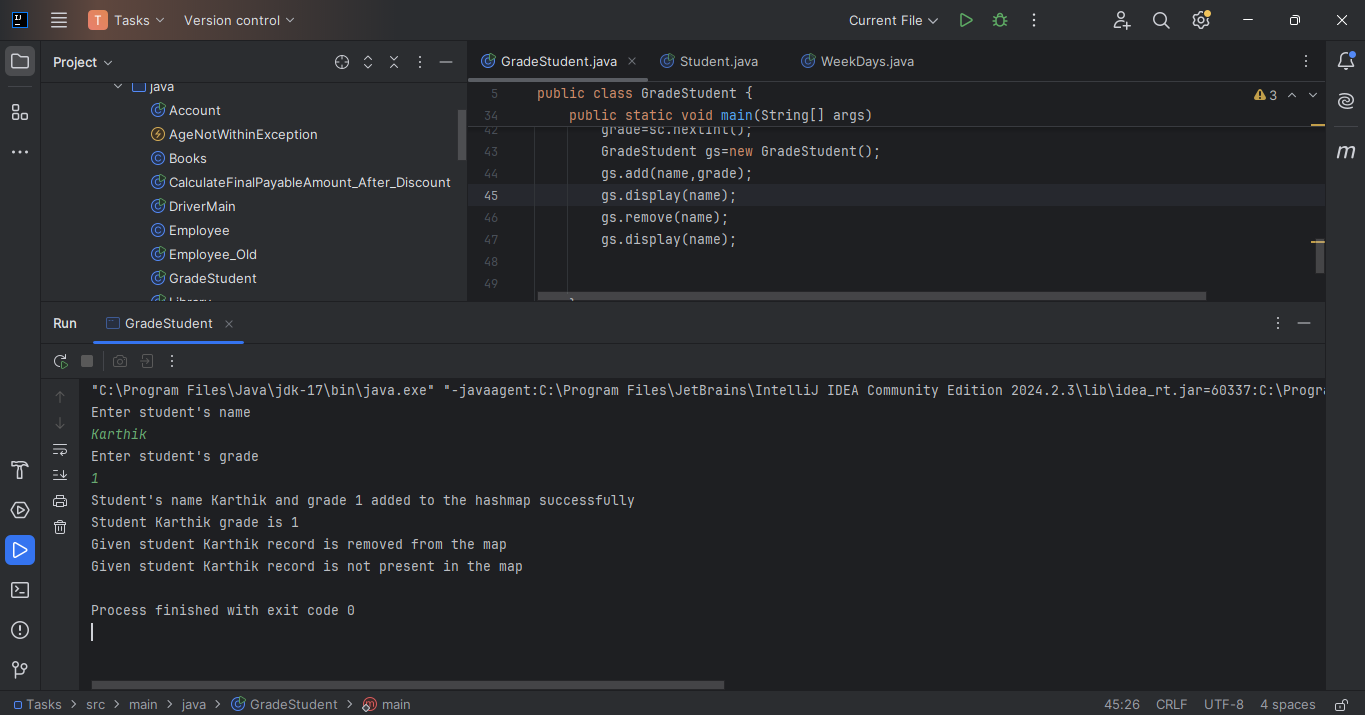 T Tasks Version control Current File
Project
GradeStudent.java Student.java WeekDays.java
java
Account
AgeNotWithinException
Books
CalculateFinalPayableAmount_After_Discount
DriverMain
Employee
Employee_Old
GradeStudent
Library
5 public class GradeStudent {
3
34 public static void main(String[] args)
42 grade=sc.nextInt();
43 GradeStudent gs=new GradeStudent();
44 gs.add(name,grade);
45 gs.display(name);
46 gs.remove(name);
47 gs.display(name);
48
49
Run GradeStudent
"C:\Program Files\Java\jdk-17\bin\java.exe" "-javaagent:C:\Program Files\JetBrains\IntelliJ IDEA Community Edition 2024.2.3\lib\idea_rt.jar=60337:C:\Progra
Enter student's name
Karthik
Enter student's grade
1
Student's name Karthik and grade 1 added to the hashmap successfully
Student Karthik grade is 1
Given student Karthik record is removed from the map
Given student Karthik record is not present in the map
Process finished with exit code 0
Tasks > src > main > java > GradeStudent > main 45:26 CRLF UTF-8 4 spaces